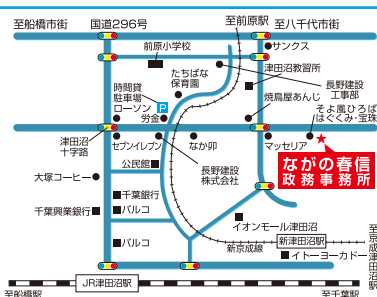 至船橋市街
国道296号
至前原駅
至八千代市街
サンクス
前原小学校
津田沼教習所
たちばな
保育園
長野建設
工事部
時間貸
駐車場
P
焼鳥屋あんじ
ローソン
労金
そよ風ひろば
はぐくみ・宝珠
津田沼
十字路
セブンイレブン
なか卯
マッセリア
ながの春信
政務事務所
公民館
長野建設
株式会社
大塚コーヒー
千葉銀行
パルコ
千葉興業銀行
イオンモール津田沼
パルコ
新京成線
新津田沼駅
至京成津田沼駅
イトーヨーカドー
JR津田沼駅
至船橋駅
至千葉駅